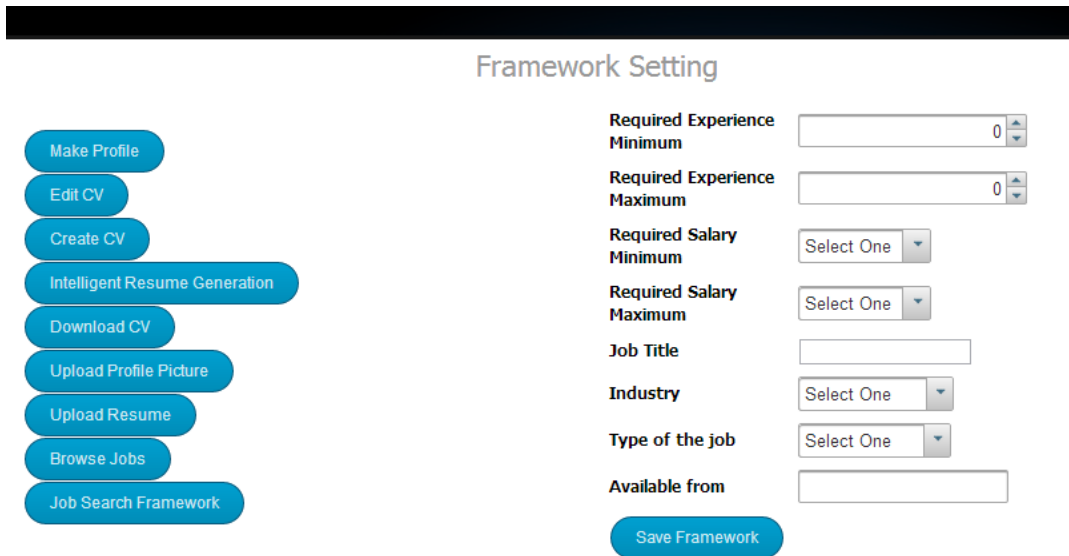 Framework Setting
Make Profile
Edit CV
Create CV
Intelligent Resume Generation
Download CV
Upload Profile Picture
Upload Resume
Browse Jobs
Job Search Framework
Required Experience
Minimum
0
Required Experience
Maximum
0
Required Salary
Minimum
Select One
Required Salary
Maximum
Select One
Job Title
Industry
Select One
Type of the job
Select One
Available from
Save Framework